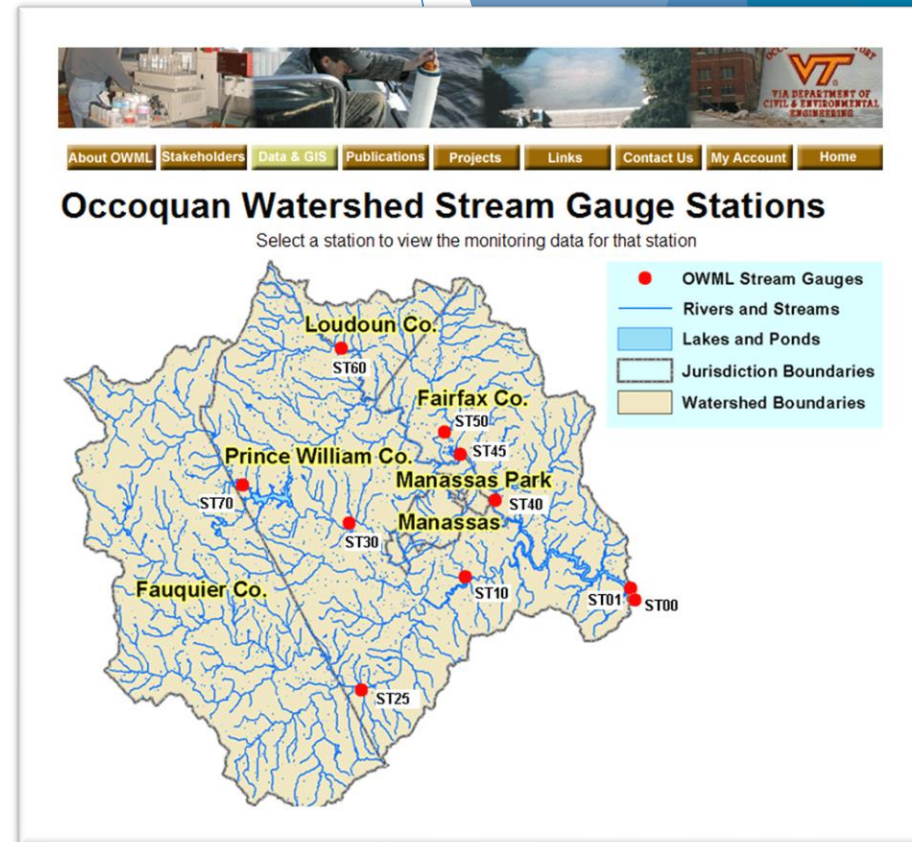 VT
VIA DEPARTMENT OF
CIVIL & ENVIRONMENTAL
ENGINEERING
About OWML Stakeholders Data & GIS Publications Projects Links Contact Us My Account Home
Occoquan Watershed Stream Gauge Stations
Select a station to view the monitoring data for that station
OWML Stream Gauges
Rivers and Streams
Lakes and Ponds
Jurisdiction Boundaries
Watershed Boundaries
Loudoun Co.
ST60
Fairfax Co.
ST50
ST45
Prince William Co.
Manassas Park
ST70
ST40
Manassas
ST30
Fauquier Co.
ST10
ST01
ST00
ST25